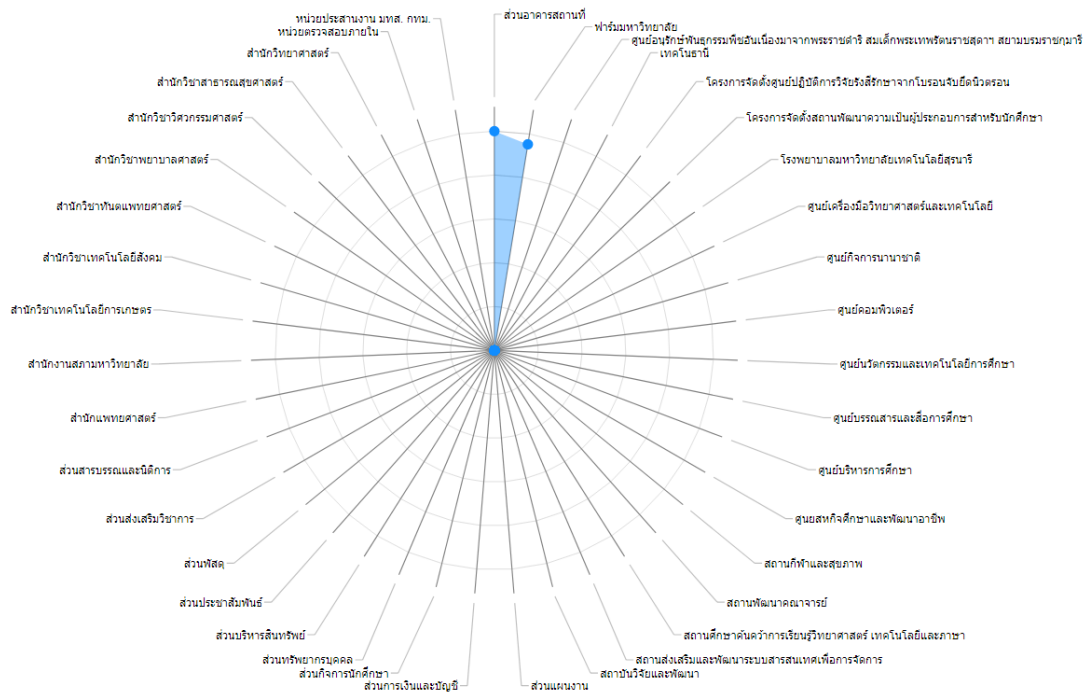 ส่วนอาคารสถานที่
ฟาร์มมหาวิทยาลัย
ศูนย์อนุรักษ์พันธุกรรมพืชอันเนื่องมาจากพระราชดำริ สมเด็จพระเทพรัตนราชสุดาฯ สยามบรมราชกุมารี
เทคโนธานี
โครงการจัดตั้งศูนย์ปฏิบัติการวิจัยรังสีรักษาจากโบรอนจับยึดนิวตรอน
โครงการจัดตั้งสถานพัฒนาความเป็นผู้ประกอบการสำหรับนักศึกษา
โรงพยาบาลมหาวิทยาลัยเทคโนโลยีสุรนารี
ศูนย์เครื่องมือวิทยาศาสตร์และเทคโนโลยี
ศูนย์กิจการนานาชาติ
ศูนย์คอมพิวเตอร์
ศูนย์นวัตกรรมและเทคโนโลยีการศึกษา
ศูนย์บรรณสารและสื่อการศึกษา
ศูนย์บริหารการศึกษา
ศูนยสหกิจศึกษาและพัฒนาอาชีพ
สถานกีฬาและสุขภาพ
สถานพัฒนาคณาจารย์
สถานศึกษาค้นคว้าการเรียนรู้วิทยาศาสตร์ เทคโนโลยีและภาษา
สถานส่งเสริมและพัฒนาระบบสารสนเทศเพื่อการจัดการ
สถาบันวิจัยและพัฒนา
ส่วนแผนงาน
ส่วนการเงินและบัญชี
ส่วนกิจการนักศึกษา
ส่วนทรัพยากรบุคคล
ส่วนบริหารสินทรัพย์
ส่วนประชาสัมพันธ์
ส่วนพัสดุ
ส่วนส่งเสริมวิชาการ
ส่วนสารบรรณและนิติการ
สำนักแพทยศาสตร์
สำนักงานสภามหาวิทยาลัย
สำนักวิชาเทคโนโลยีการเกษตร
สำนักวิชาเทคโนโลยีสังคม
สำนักวิชาทันตแพทยศาสตร์
สำนักวิชาพยาบาลศาสตร์
สำนักวิชาวิศวกรรมศาสตร์
สำนักวิชาสาธารณสุขศาสตร์
สำนักวิทยาศาสตร์
หน่วยตรวจสอบภายใน
หน่วยประสานงาน มทส. กทม.